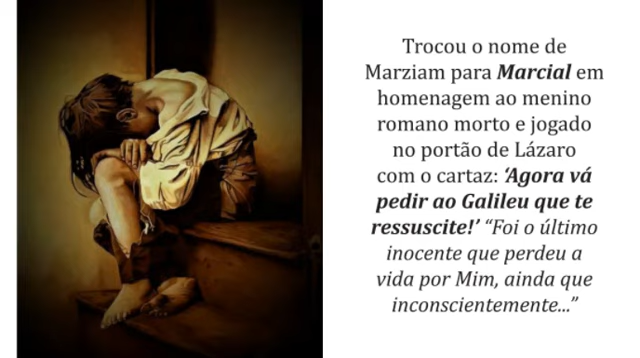 Trocou o nome de
Marziam para Marcial em
homenagem ao menino
romano morto e jogado
no portão de Lázaro
com o cartaz: ‘Agora vá
pedir ao Galileu que te
ressuscite!’ “Foi o último
inocente que perdeu a
vida por Mim, ainda que
inconscientemente...”